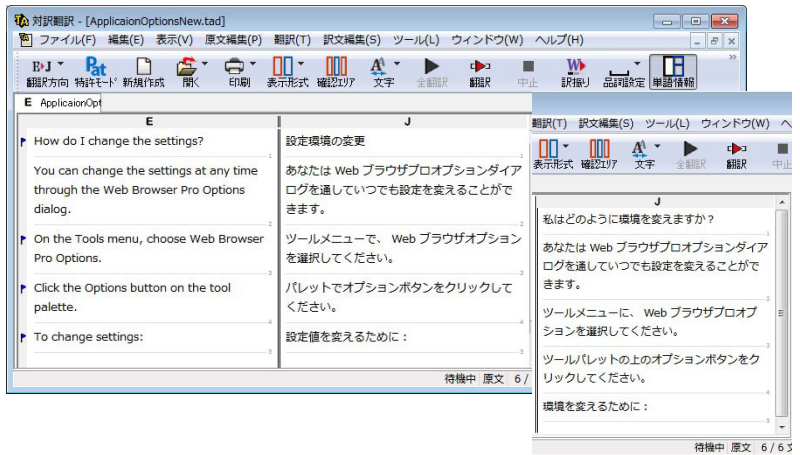 対訳翻訳 - [ApplicaionOptionsNew.tad]
ファイル(F) 編集(E) 表示(V) 原文編集(P) 翻訳(T) 訳文編集(S) ツール(L) ウィンドウ(W) ヘルプ(H)
翻訳方向 特許モード 新規作成 開く 印刷 表示形式 確認エリア 文字 全翻訳 翻訳 中止 訳振り 品詞設定 単語情報
E ApplicaionOpt
E J
How do I change the settings?
設定環境の変更
1 1
You can change the settings at any time
through the Web Browser Pro Options
dialog.
あなたは Web ブラウザプロオプションダイア
ログを通していつでも設定を変えることがで
きます。
2 2
On the Tools menu, choose Web Browser
Pro Options.
ツールメニューで、 Web ブラウザオプション
を選択してください。
3 3
Click the Options button on the tool
palette.
パレットでオプションボタンをクリックして
ください。
4 4
To change settings:
設定値を変えるために：
5 5
待機中 原文 6 /
翻訳(T) 訳文編集(S) ツール(L) ウィンドウ(W) ヘ
表示形式 確認エリア 文字 全翻訳 翻訳 中止
J
私はどのように環境を変えますか？
1
あなたは Web ブラウザプロオプションダイア
ログを通していつでも設定を変えることがで
きます。
2
ツールメニューに、 Web ブラウザプロオプ
ションを選択してください。
3
ツールパレットの上のオプションボタンをク
リックしてください。
4
環境を変えるために：
5
待機中 原文 6 / 6 文